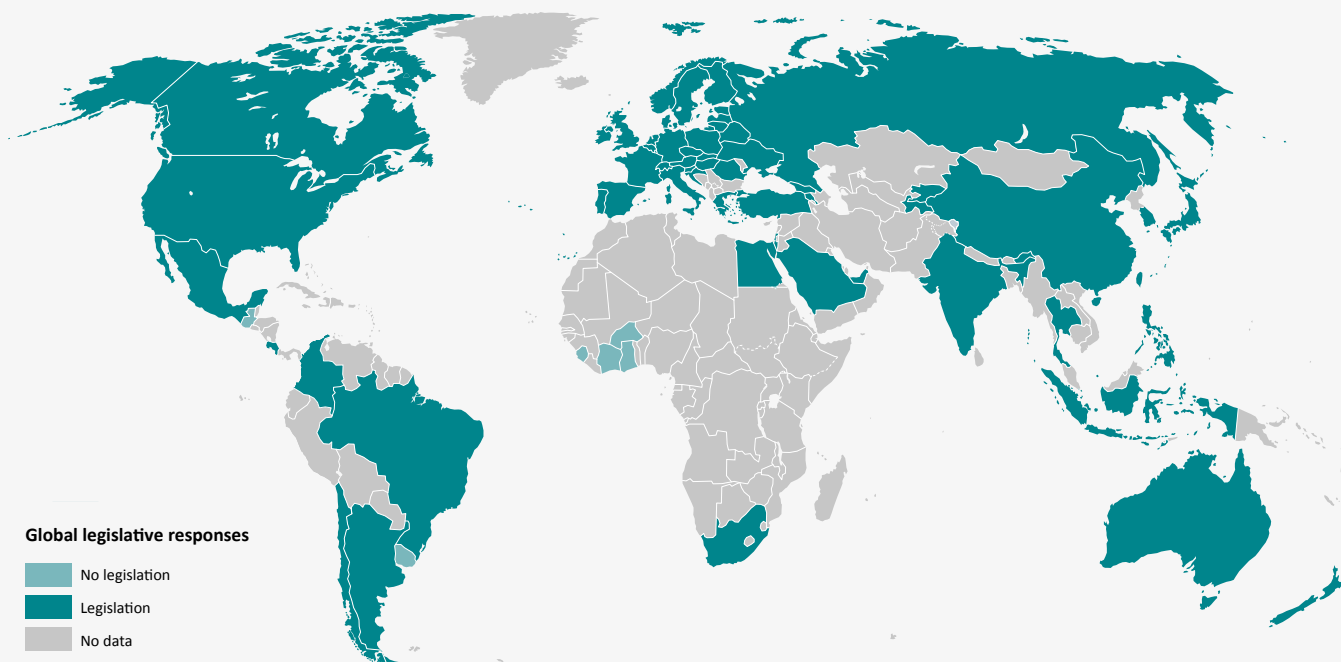 Global legislative responses
No legislation
Legislation
No data